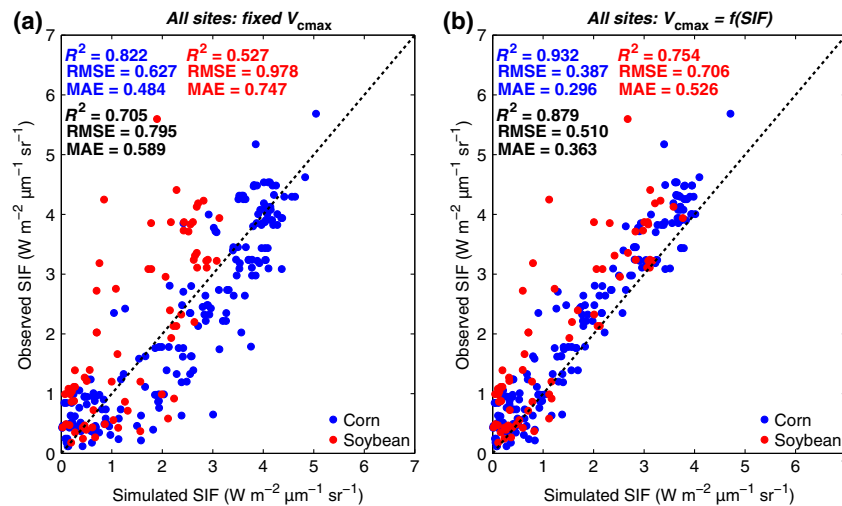 (a) All sites: fixed Vcmax
R² = 0.822 R² = 0.527
RMSE = 0.627 RMSE = 0.978
MAE = 0.484 MAE = 0.747
R² = 0.705
RMSE = 0.795
MAE = 0.589
7
6
5
4
3
2
1
0
Observed SIF (W m⁻² µm⁻¹ sr⁻¹)
Corn
Soybean
0 1 2 3 4 5 6 7
Simulated SIF (W m⁻² µm⁻¹ sr⁻¹)
(b) All sites: Vcmax = f(SIF)
R² = 0.932 R² = 0.754
RMSE = 0.387 RMSE = 0.706
MAE = 0.296 MAE = 0.526
R² = 0.879
RMSE = 0.510
MAE = 0.363
7
6
5
4
3
2
1
0
Observed SIF (W m⁻² µm⁻¹ sr⁻¹)
Corn
Soybean
0 1 2 3 4 5 6
Simulated SIF (W m⁻² µm⁻¹ sr⁻¹)